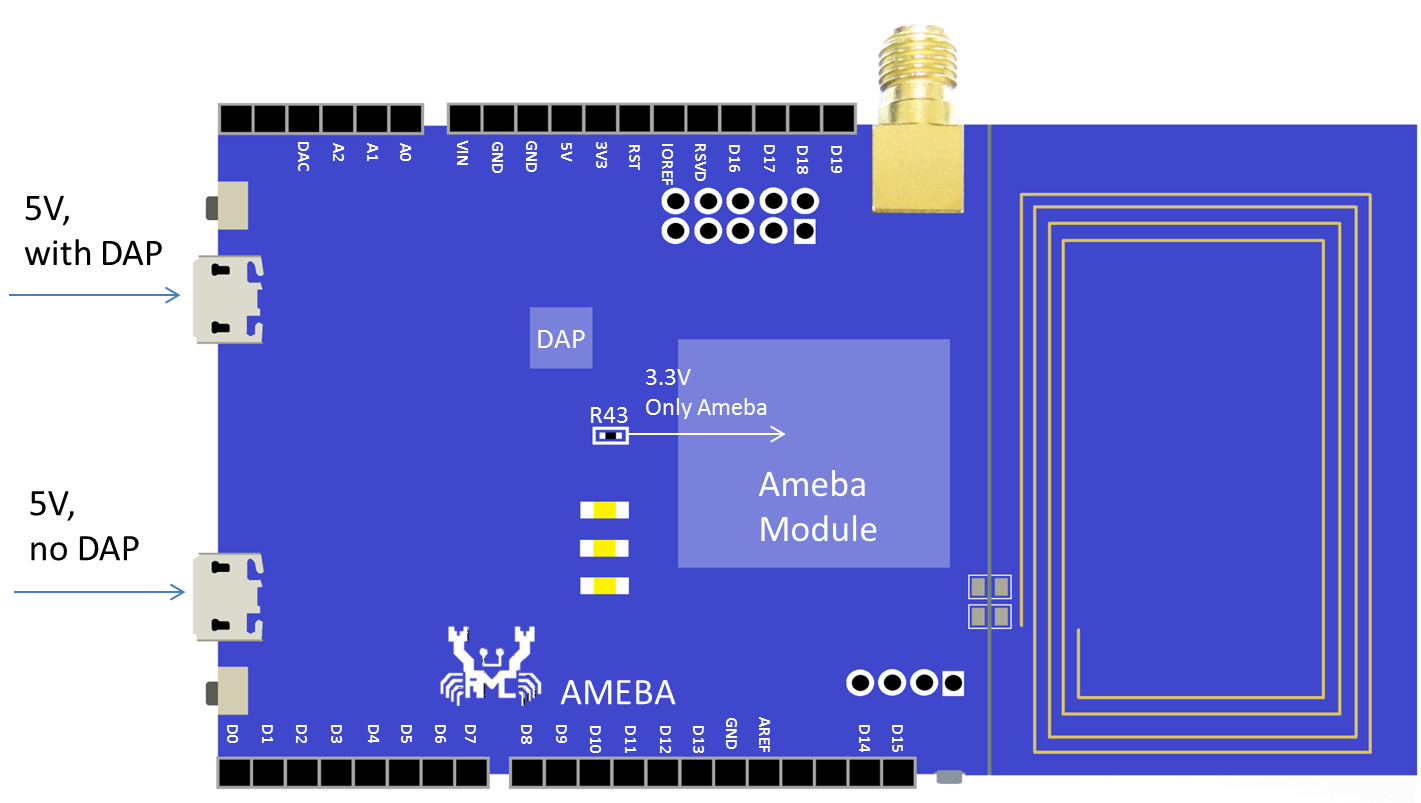 DAC
A2
A1
A0
VIN
GND
GND
5V
3V3
RST
IOREF
RSVD
D16
D17
D18
D19
5V,
with DAP
DAP
3.3V
Only Ameba
R43
Ameba
Module
5V,
no DAP
AMEBA
D0
D1
D2
D3
D4
D5
D6
D7
D8
D9
D10
D11
D12
D13
GND
AREF
D14
D15